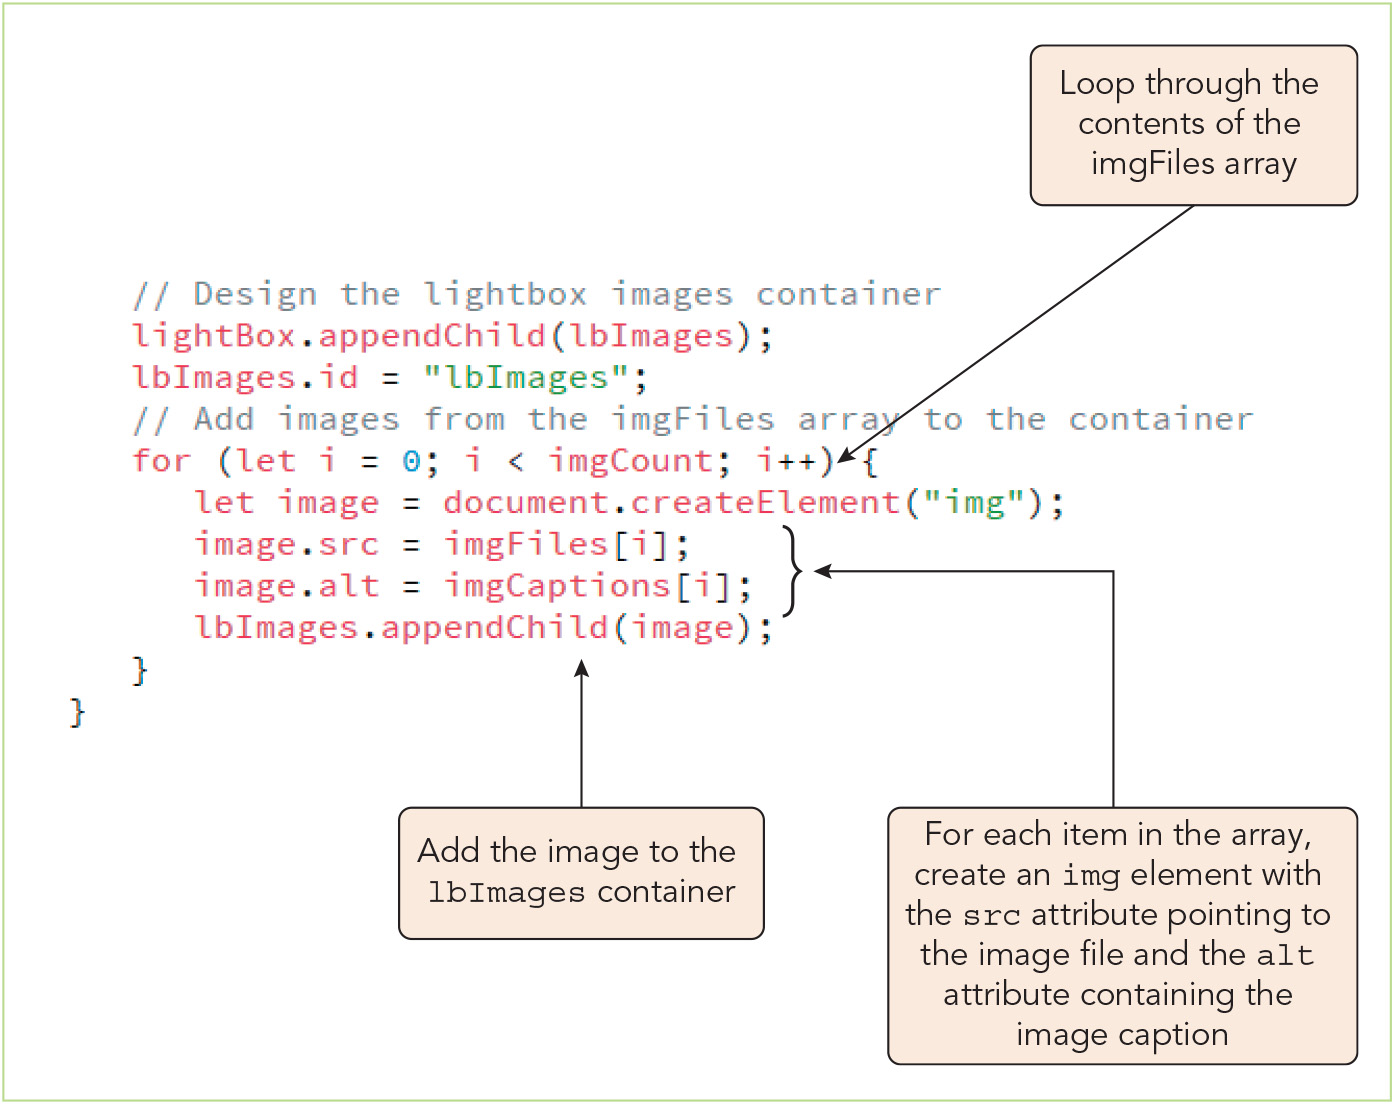 Loop through the
contents of the
imgFiles array
// Design the lightbox images container
lightBox.appendChild(lbImages);
lbImages.id = "lbImages";
// Add images from the imgFiles array to the container
for (let i = 0; i < imgCount; i++) {
   let image = document.createElement("img");
   image.src = imgFiles[i];
   image.alt = imgCaptions[i];
   lbImages.appendChild(image);
}
}
Add the image to the
lbImages container
For each item in the array,
create an img element with
the src attribute pointing to
the image file and the alt
attribute containing the
image caption